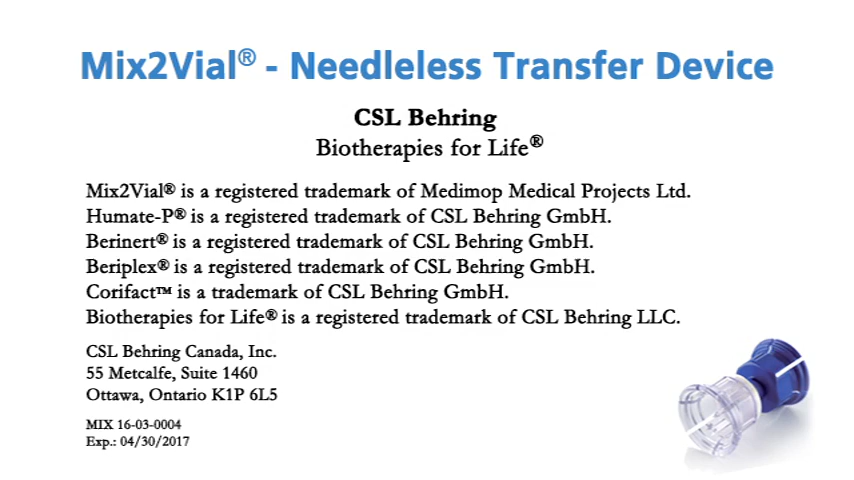 Mix2Vial® - Needleless Transfer Device
CSL Behring
Biotherapies for Life®
Mix2Vial® is a registered trademark of Medimop Medical Projects Ltd.
Humate-P® is a registered trademark of CSL Behring GmbH.
Berinert® is a registered trademark of CSL Behring GmbH.
Beriplex® is a registered trademark of CSL Behring GmbH.
Corifact™ is a trademark of CSL Behring GmbH.
Biotherapies for Life® is a registered trademark of CSL Behring LLC.
CSL Behring Canada, Inc.
55 Metcalfe, Suite 1460
Ottawa, Ontario K1P 6L5
MIX 16-03-0004
Exp.: 04/30/2017